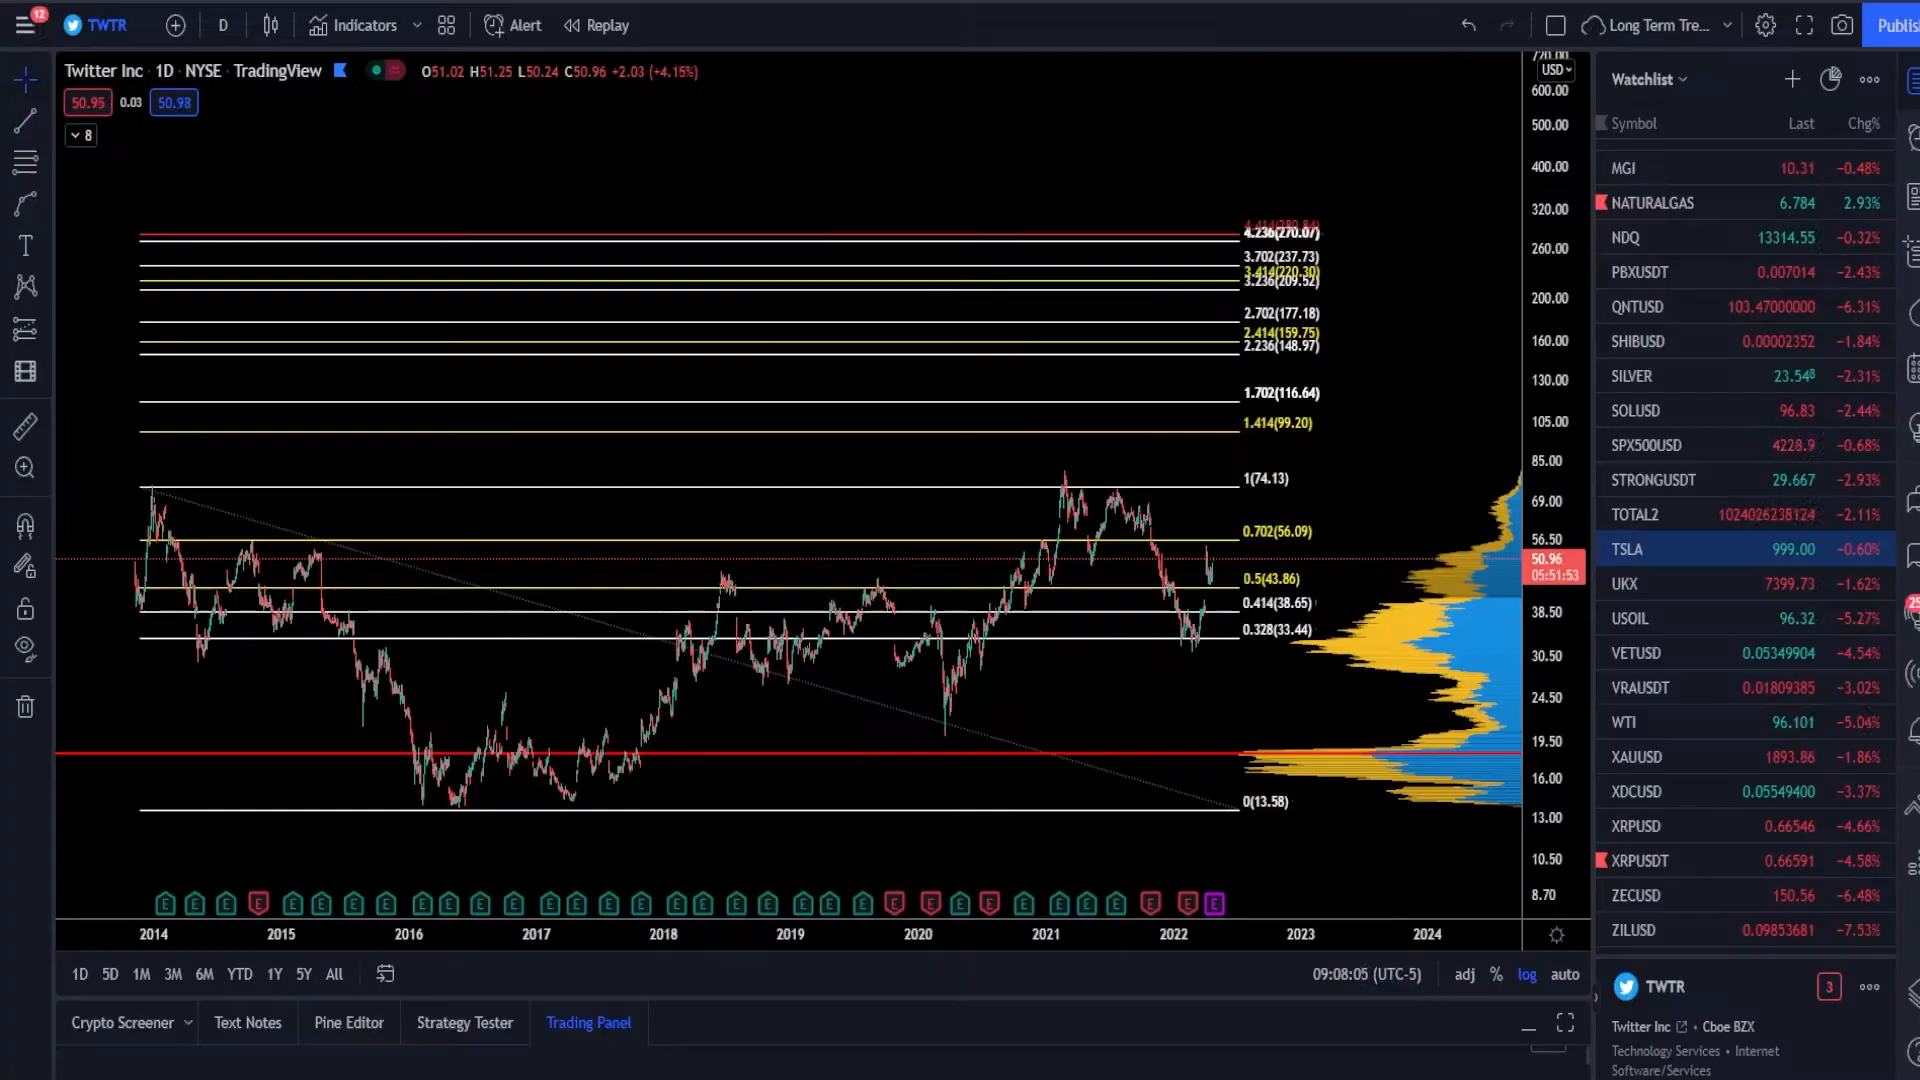 12
TWTR
D
Indicators
Alert
Replay
Long Term Tre...
Publis
Twitter Inc · 1D · NYSE · TradingView
O51.02 H51.25 L50.24 C50.96 +2.03 (+4.15%)
50.95 0.03 50.98
8
USD
600.00
500.00
400.00
320.00
260.00
200.00
160.00
130.00
105.00
85.00
69.00
56.50
50.96
05:51:53
38.50
30.50
24.50
19.50
16.00
13.00
10.50
8.70
4.236(270.07)
3.702(237.73)
3.414(220.30)
3.236(209.52)
2.702(177.18)
2.414(159.75)
2.236(148.97)
1.702(116.64)
1.414(99.20)
1(74.13)
0.702(56.09)
0.5(43.86)
0.414(38.65)
0.328(33.44)
0(13.58)
E E E E E E E E E E E E E E E E E E E E E E E E E E E E E E E E E E
2014 2015 2016 2017 2018 2019 2020 2021 2022 2023 2024
1D 5D 1M 3M 6M YTD 1Y 5Y All
09:08:05 (UTC-5)
adj % log auto
Crypto Screener Text Notes Pine Editor Strategy Tester Trading Panel
Watchlist
Symbol Last Chg%
MGI 10.31 −0.48%
NATURALGAS 6.784 2.93%
NDQ 13314.55 −0.32%
PBXUSDT 0.007014 −2.43%
QNTUSD 103.47000000 −6.31%
SHIBUSD 0.00002352 −1.84%
SILVER 23.548 −2.31%
SOLUSD 96.83 −2.44%
SPX500USD 4228.9 −0.68%
STRONGUSDT 29.667 −2.93%
TOTAL2 1024026238124 −2.11%
TSLA 999.00 −0.60%
UKX 7399.73 −1.62%
USOIL 96.32 −5.27%
VETUSD 0.05349904 −4.54%
VRAUSDT 0.01809385 −3.02%
WTI 96.101 −5.04%
XAUUSD 1893.86 −1.86%
XDCUSD 0.05549400 −3.37%
XRPUSD 0.66546 −4.66%
XRPUSDT 0.66591 −4.58%
ZECUSD 150.56 −6.48%
ZILUSD 0.09853681 −7.53%
TWTR
3
Twitter Inc • Cboe BZX
Technology Services • Internet
Software/Services
25